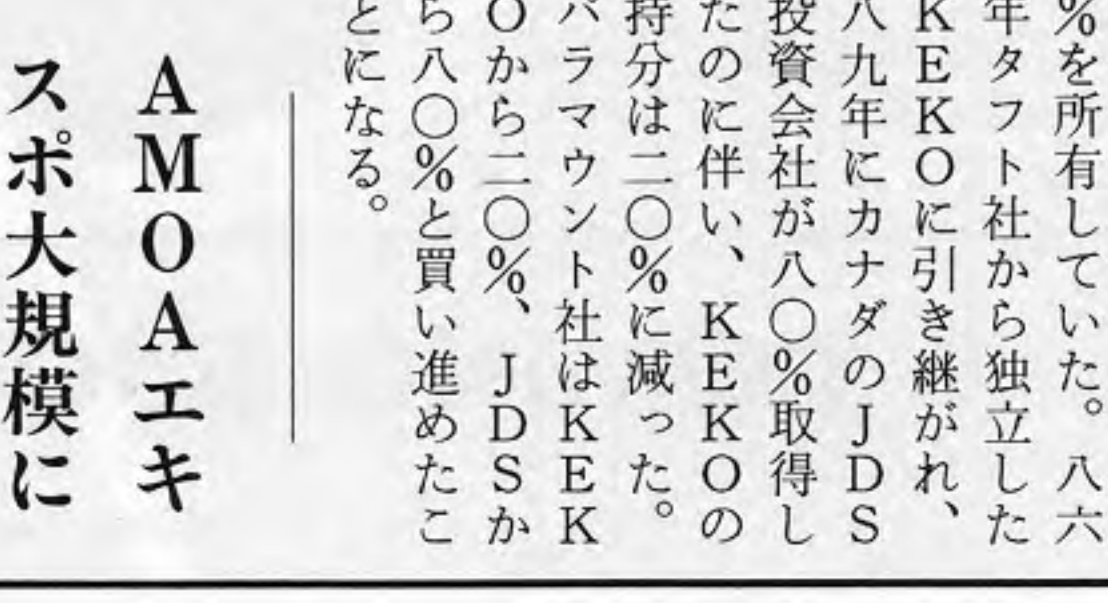 ％を所有していた。八六
年タフト社から独立した
ＫＥＫＯに引き継がれ、
八九年にカナダのＪＤＳ
投資会社が八〇％取得し
たのに伴い、ＫＥＫＯの
持分は二〇％に減った。
パラマウント社はＫＥＫ
Ｏから二〇％、ＪＤＳか
ら八〇％と買い進めたこ
とになる。
ＡＭＯＡエキ
スポ大規模に